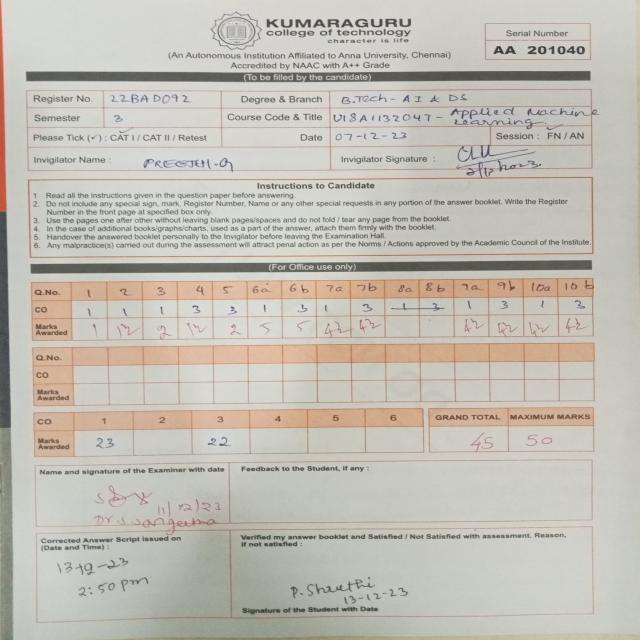 KUMARAGURU
college of technology
character is life
(An Autonomous Institution Affiliated to Anna University, Chennai)
Accredited by NAAC with A++ Grade
Serial Number
AA 201040
(To be filled by the candidate)
Register No. 22BAD092 Degree & Branch B.Tech - AI & DS
Semester 3 Course Code & Title U18AI132047 - Applied Machine Learning
Please Tick (✓) : CAT I / CAT II / Retest Date 07-12-23 Session : FN / AN
Invigilator Name : PREETHI.G Invigilator Signature :
Instructions to Candidate
1 Read all the instructions given in the question paper before answering.
2 Do not include any special sign, mark, Register Number, Name or any other special requests in any portion of the answer booklet. Write the Register
Number in the front page at specified box only.
3 Use the pages one after other without leaving blank pages/spaces and do not fold / tear any page from the booklet.
4 In the case of additional books/graphs/charts, used as a part of the answer, attach them firmly with the booklet.
5 Handover the answered booklet personally to the Invigilator before leaving the Examination Hall.
6 Any malpractice(s) carried out during the assessment will attract penal action as per the Norms / Actions approved by the Academic Council of the Institute.
(For Office use only)
Q.No. 1 2 3 4 5 6a 6b 7a 7b 8a 8b 9a 9b 10a 10b
CO 1 1 1 3 3 1 3 1 3 1 3 1 3 1 3
Marks Awarded 1 1½ 2 1½ 2 5 5 4½ 4½ 4½ 4½ 4½ 4½
Q.No.
CO
Marks Awarded
CO 1 2 3 4 5 6 GRAND TOTAL MAXIMUM MARKS
Marks Awarded 23 22 45 50
Name and signature of the Examiner with date
11/12/23
Feedback to the Student, if any :
Corrected Answer Script issued on
(Date and Time) :
13-12-23
2:50 pm
Verified my answer booklet and Satisfied / Not Satisfied with assessment. Reason,
if not satisfied :
P. Shruthi
13-12-23
Signature of the Student with Date